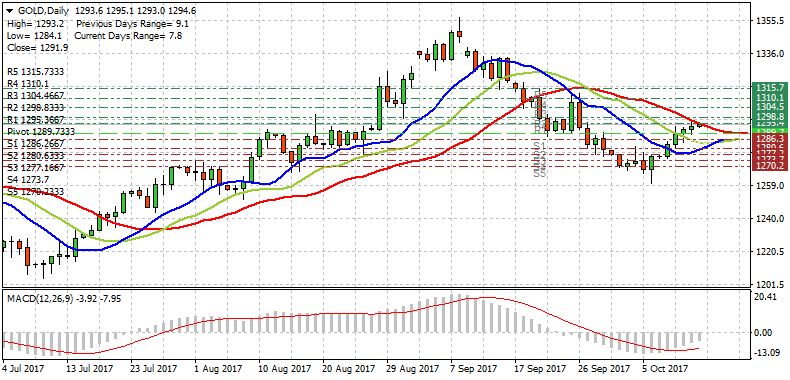 GOLD,Daily 1293.6 1295.1 1293.0 1294.6
High= 1293.2 Previous Days Range= 9.1
Low= 1284.1 Current Days Range= 7.8
Close= 1291.9
R5 1315.7333
R4 1310.1
R3 1304.4667
R2 1298.8333
R1 1295.3667
Pivot 1289.7333
S1 1286.2667
S2 1280.6333
S3 1277.1667
S4 1273.7
S5 1270.2333
1355.5
1336.0
1315.7
1310.1
1304.5
1298.8
1286.3
1270.2
1259.0
1240.0
1220.5
1201.5
MACD(12,26,9) -3.92 -7.95
20.41
0.00
-13.09
4 Jul 2017 13 Jul 2017 23 Jul 2017 1 Aug 2017 10 Aug 2017 20 Aug 2017 29 Aug 2017 7 Sep 2017 17 Sep 2017 26 Sep 2017 5 Oct 2017